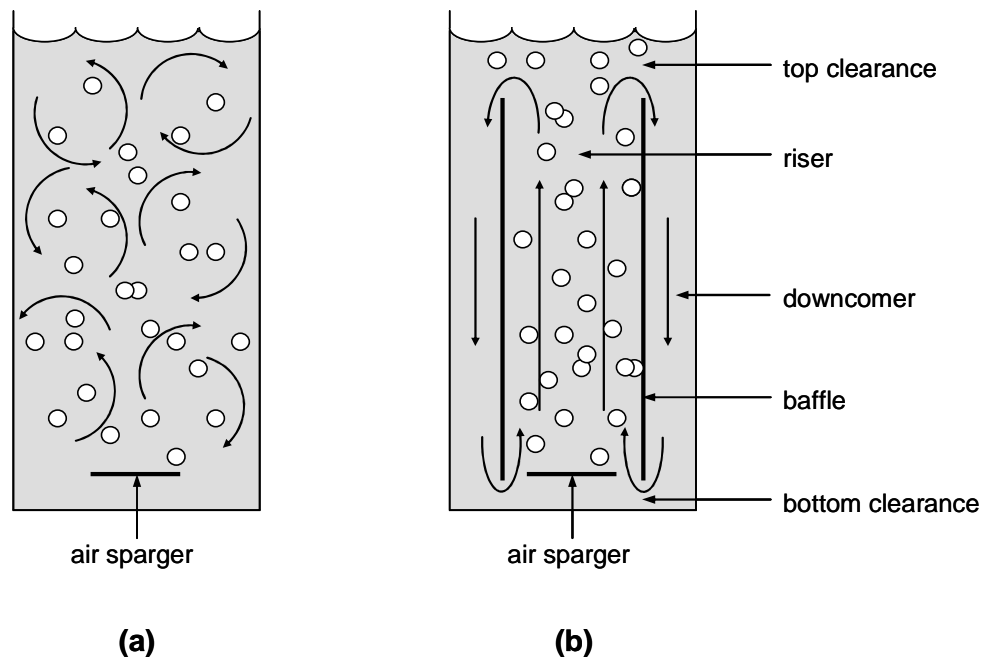 top clearance
riser
downcomer
baffle
bottom clearance
air sparger
air sparger
(a)
(b)